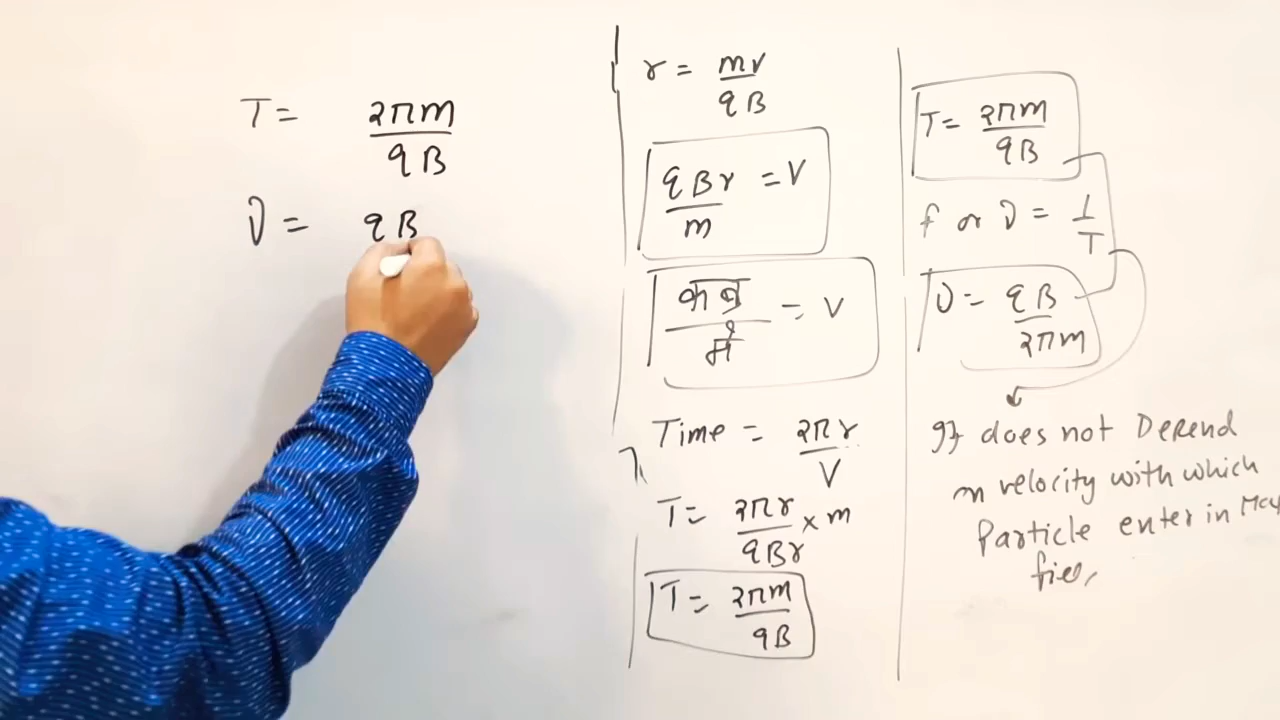 T = 2πm / qB
ν = qB
r = mv / qB
qBr / m = V
कब / में = V
Time = 2πr / V
T = 2πr / qBr × m
T = 2πm / qB
T = 2πm / qB
f or ν = 1 / T
ν = qB / 2πm
It does not Depend
on velocity with which
Particle enter in